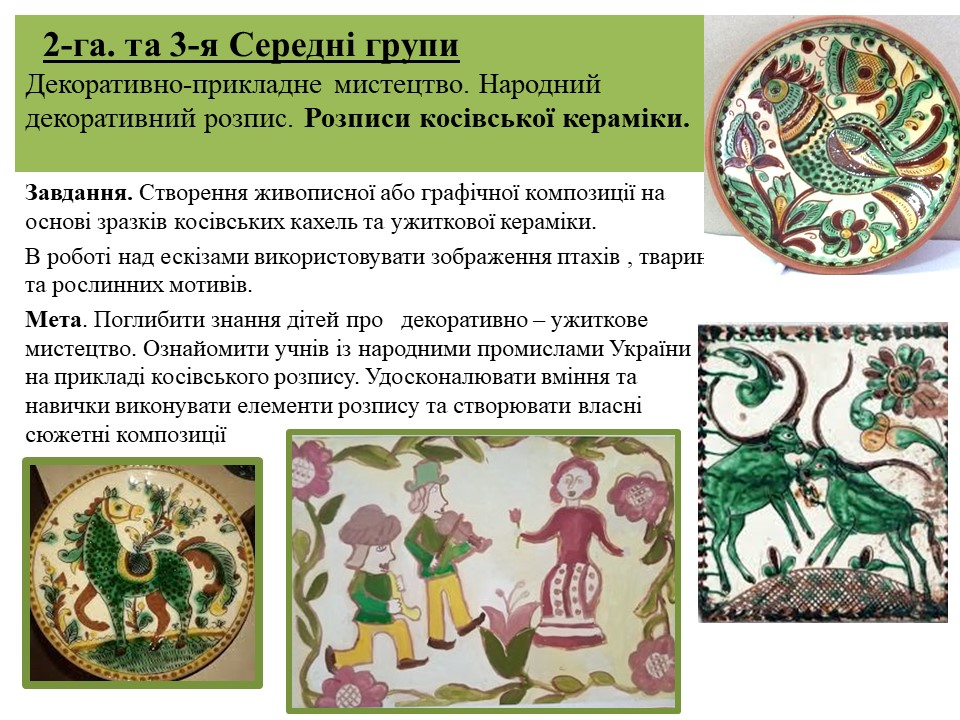 2-га. та 3-я Середні групи
Декоративно-прикладне мистецтво. Народний
декоративний розпис. Розписи косівської кераміки.
Завдання. Створення живописної або графічної композиції на
основі зразків косівських кахель та ужиткової кераміки.
В роботі над ескізами використовувати зображення птахів , тварин
та рослинних мотивів.
Мета. Поглибити знання дітей про декоративно – ужиткове
мистецтво. Ознайомити учнів із народними промислами України
на прикладі косівського розпису. Удосконалювати вміння та
навички виконувати елементи розпису та створювати власні
сюжетні композиції